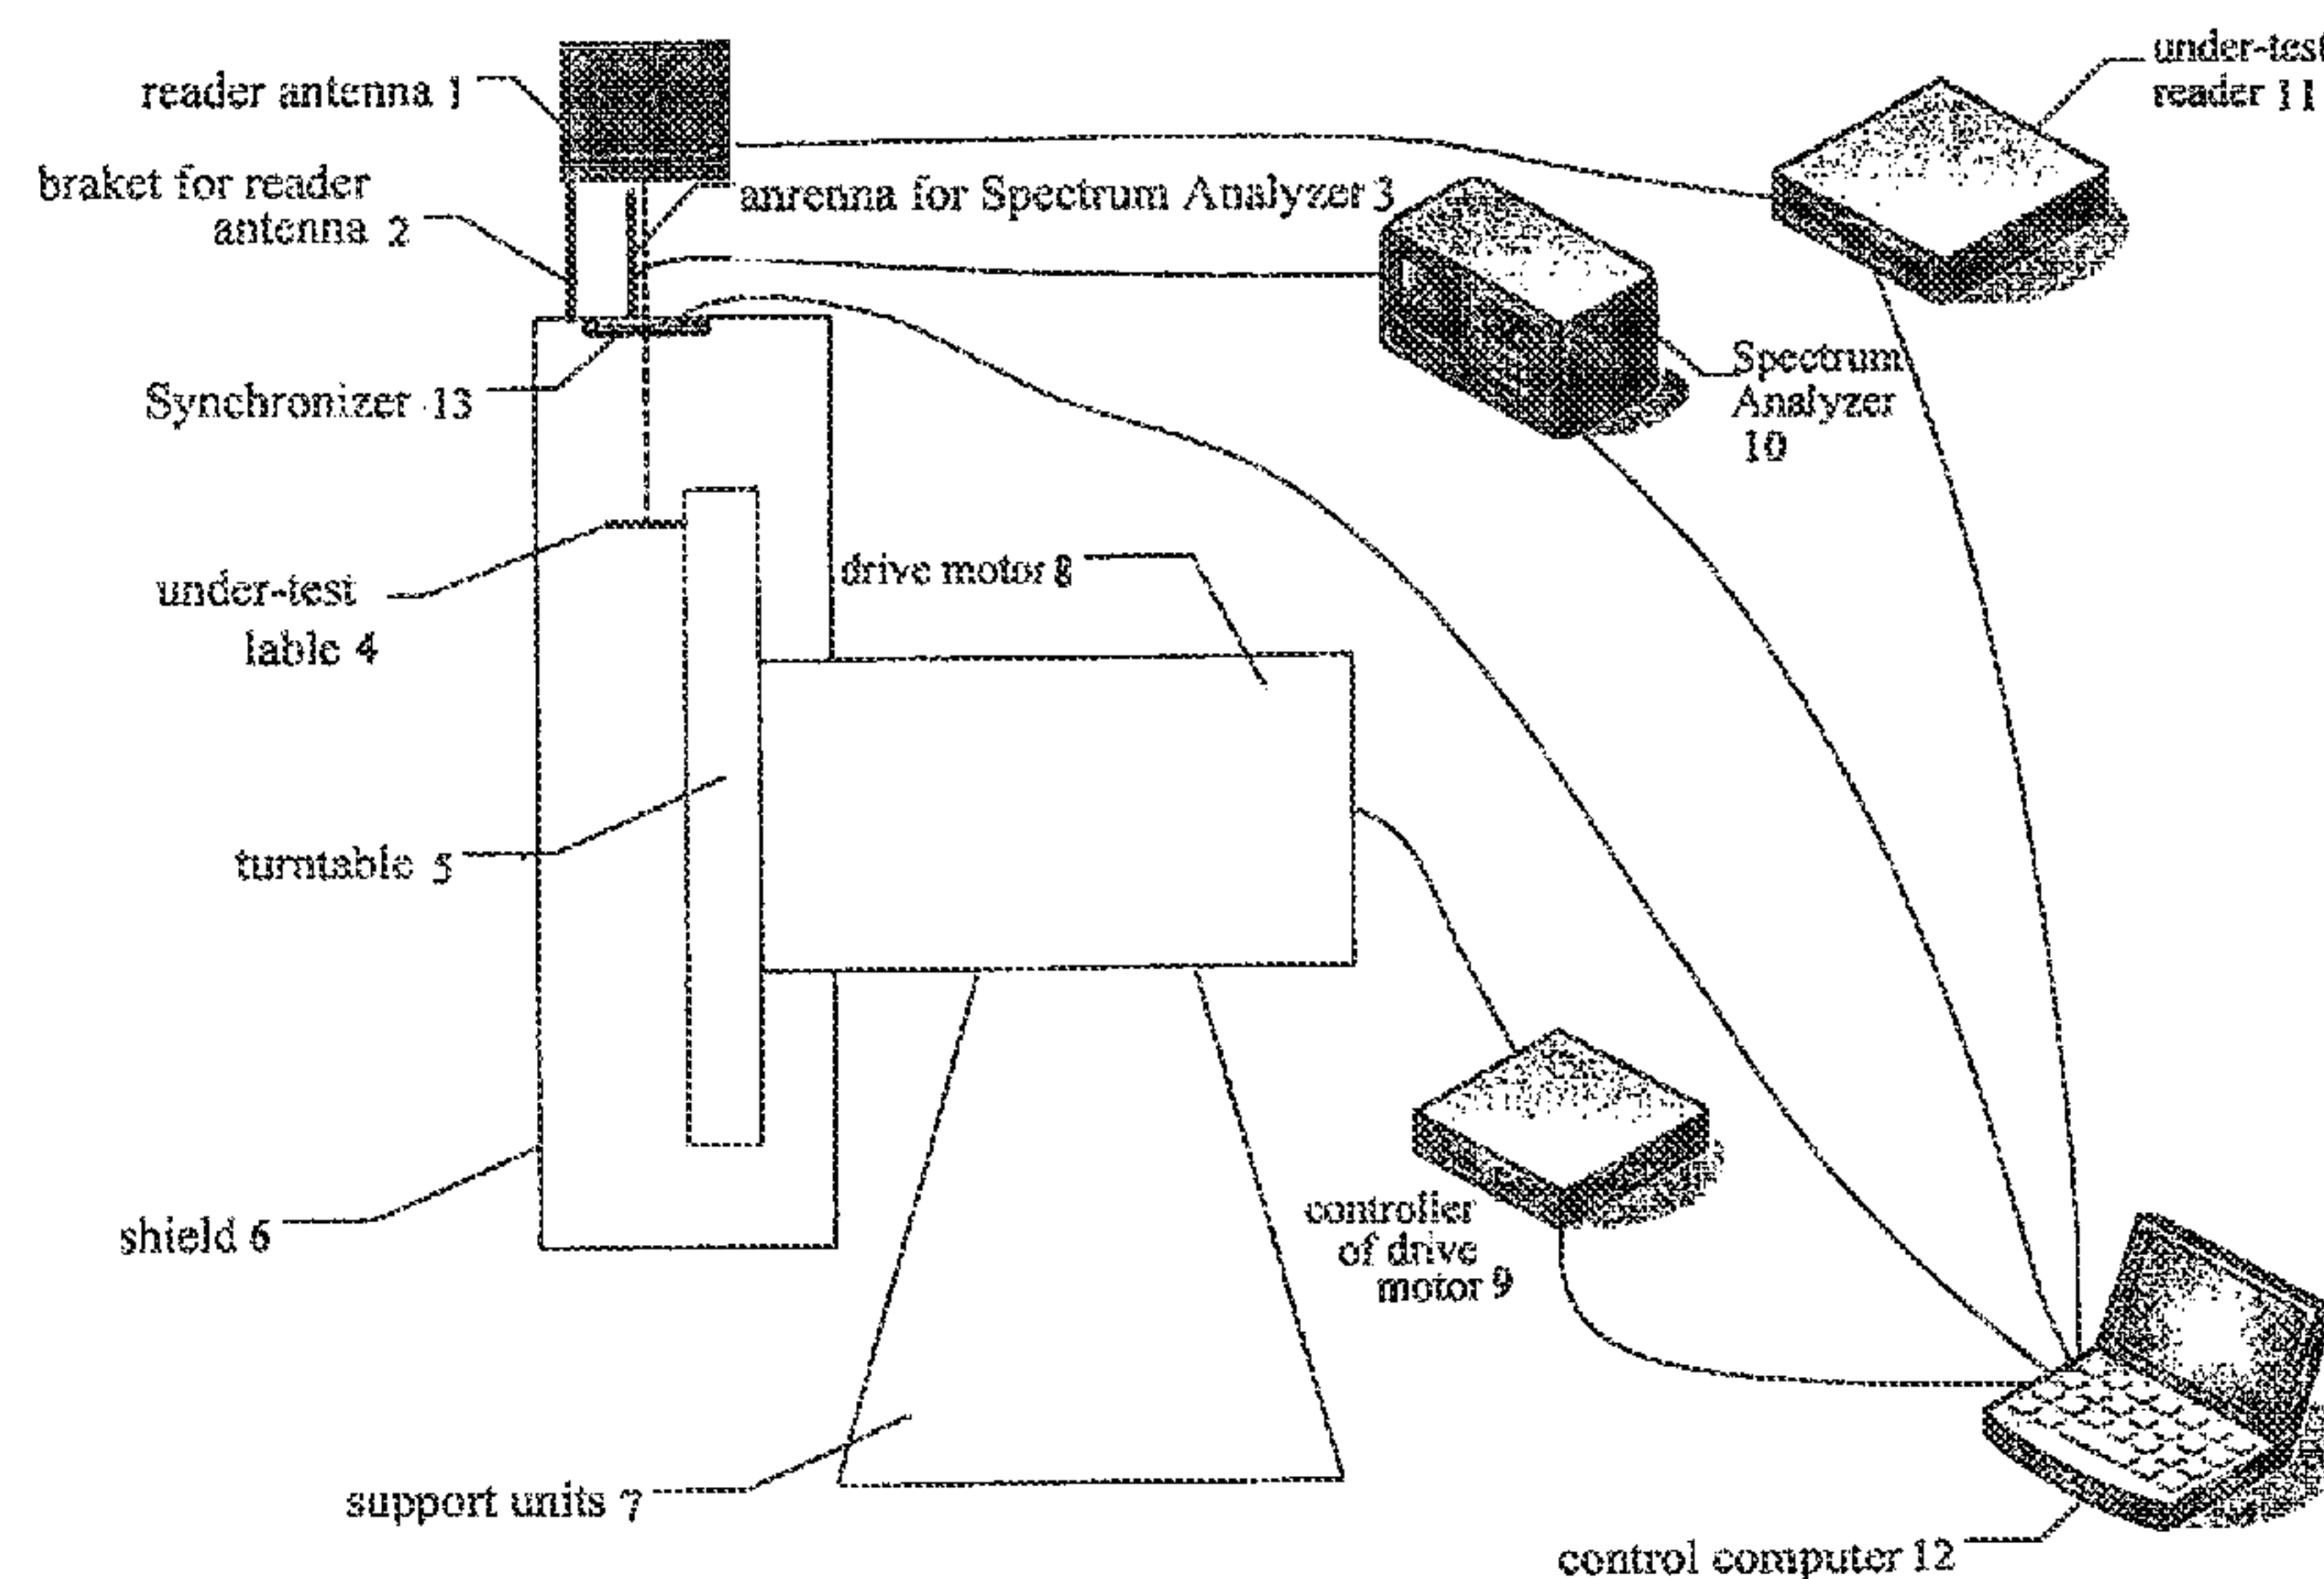 reader antenna 1
under-test
reader 11
braket for reader
antenna 2
anrenna for Spectrum Analyzer 3
Synchronizer 13
Spectrum
Analyzer
10
under-test
lable 4
drive motor 8
turntable 5
shield 6
controller
of drive
motor 9
support units 7
control computer 12